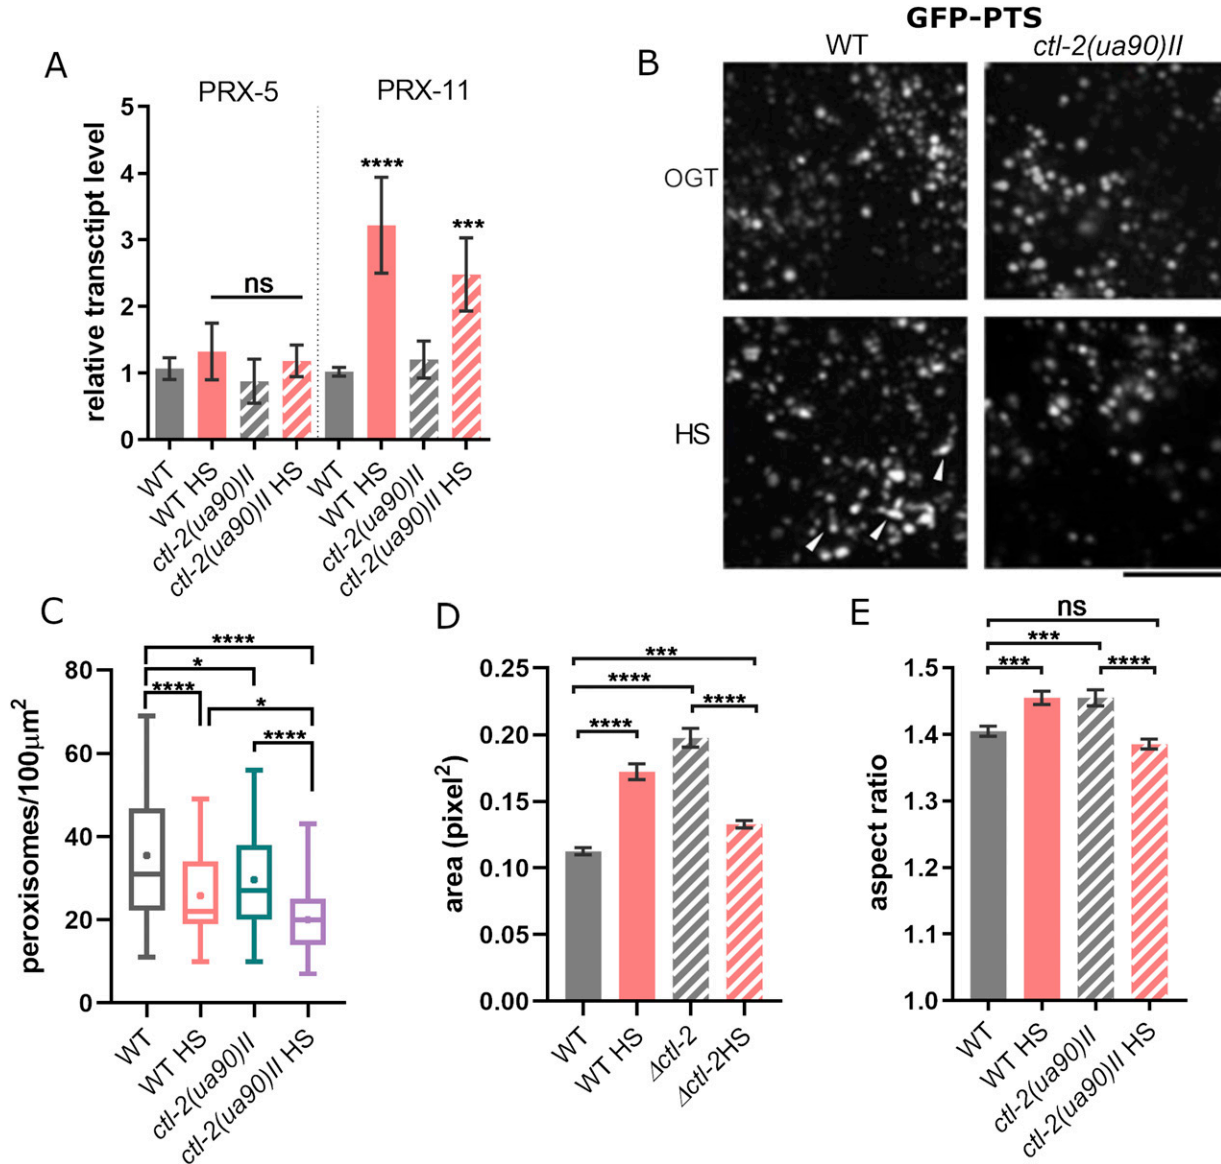 GFP-PTS
WT
ctl-2(ua90)II
B
OGT
HS
A
PRX-5
PRX-11
relative transctipt level
5
4
3
2
1
0
ns
****
***
WT
WT HS
ctl-2(ua90)II
ctl-2(ua90)II HS
WT
WT HS
ctl-2(ua90)II
ctl-2(ua90)II HS
C
peroxisomes/100µm²
80
60
40
20
0
****
*
****
*
****
WT
WT HS
ctl-2(ua90)II
ctl-2(ua90)II HS
D
area (pixel²)
0.25
0.20
0.15
0.10
0.05
0.00
***
****
****
****
WT
WT HS
Δctl-2
Δctl-2HS
E
aspect ratio
1.5
1.4
1.3
1.2
1.1
1.0
ns
***
***
****
WT
WT HS
ctl-2(ua90)II
ctl-2(ua90)II HS